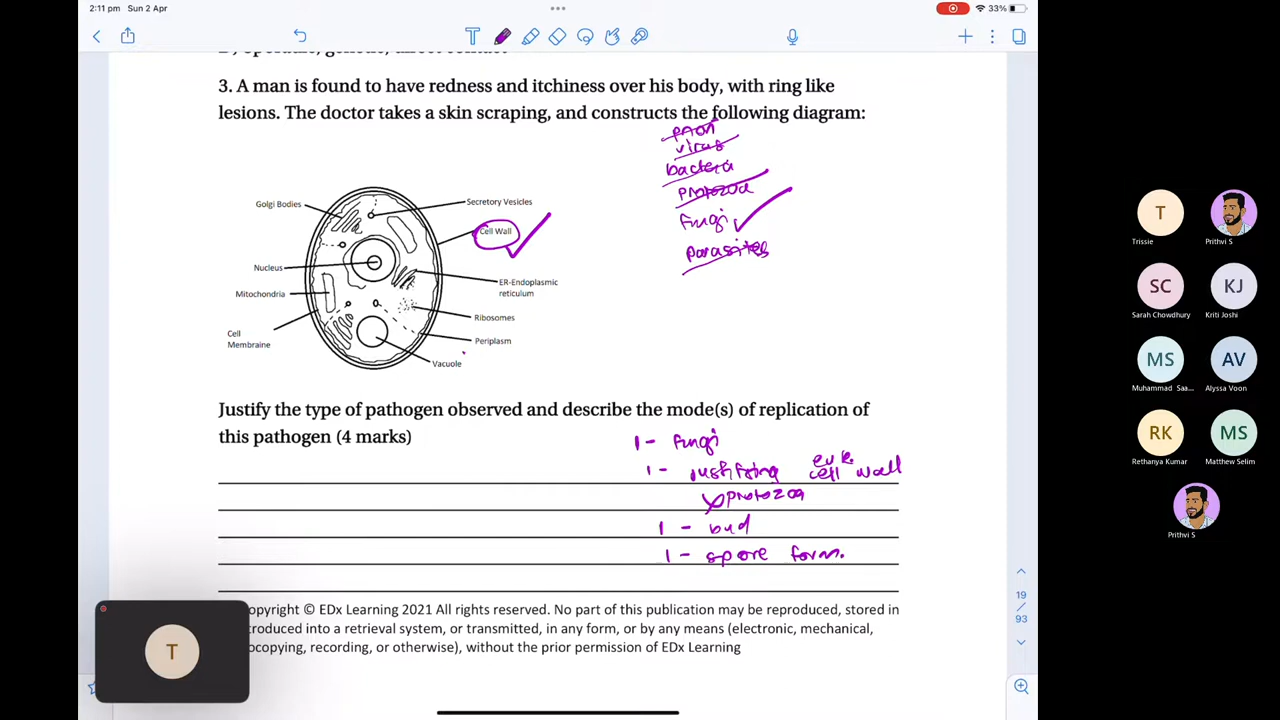 2:11 pm Sun 2 Apr
33%
3. A man is found to have redness and itchiness over his body, with ring like
lesions. The doctor takes a skin scraping, and constructs the following diagram:
prion
virus
bacteria
protozoa
Fungi
parasites
Golgi Bodies
Secretory Vesicles
Cell Wall
Nucleus
ER-Endoplasmic
reticulum
Mitochondria
Ribosomes
Cell
Membraine
Periplasm
Vacuole
Justify the type of pathogen observed and describe the mode(s) of replication of
this pathogen (4 marks)
1 - fungi
1 - justifying euk. cell wall
protozoa
1 - bud
1 - spore form.
opyright © EDx Learning 2021 All rights reserved. No part of this publication may be reproduced, stored in
troduced into a retrieval system, or transmitted, in any form, or by any means (electronic, mechanical,
ocopying, recording, or otherwise), without the prior permission of EDx Learning
19
/
93
T
T
Trissie
Prithvi S
SC
Sarah Chowdhury
KJ
Kriti Joshi
MS
Muhammad Saa...
AV
Alyssa Voon
RK
Rethanya Kumar
MS
Matthew Selim
Prithvi S